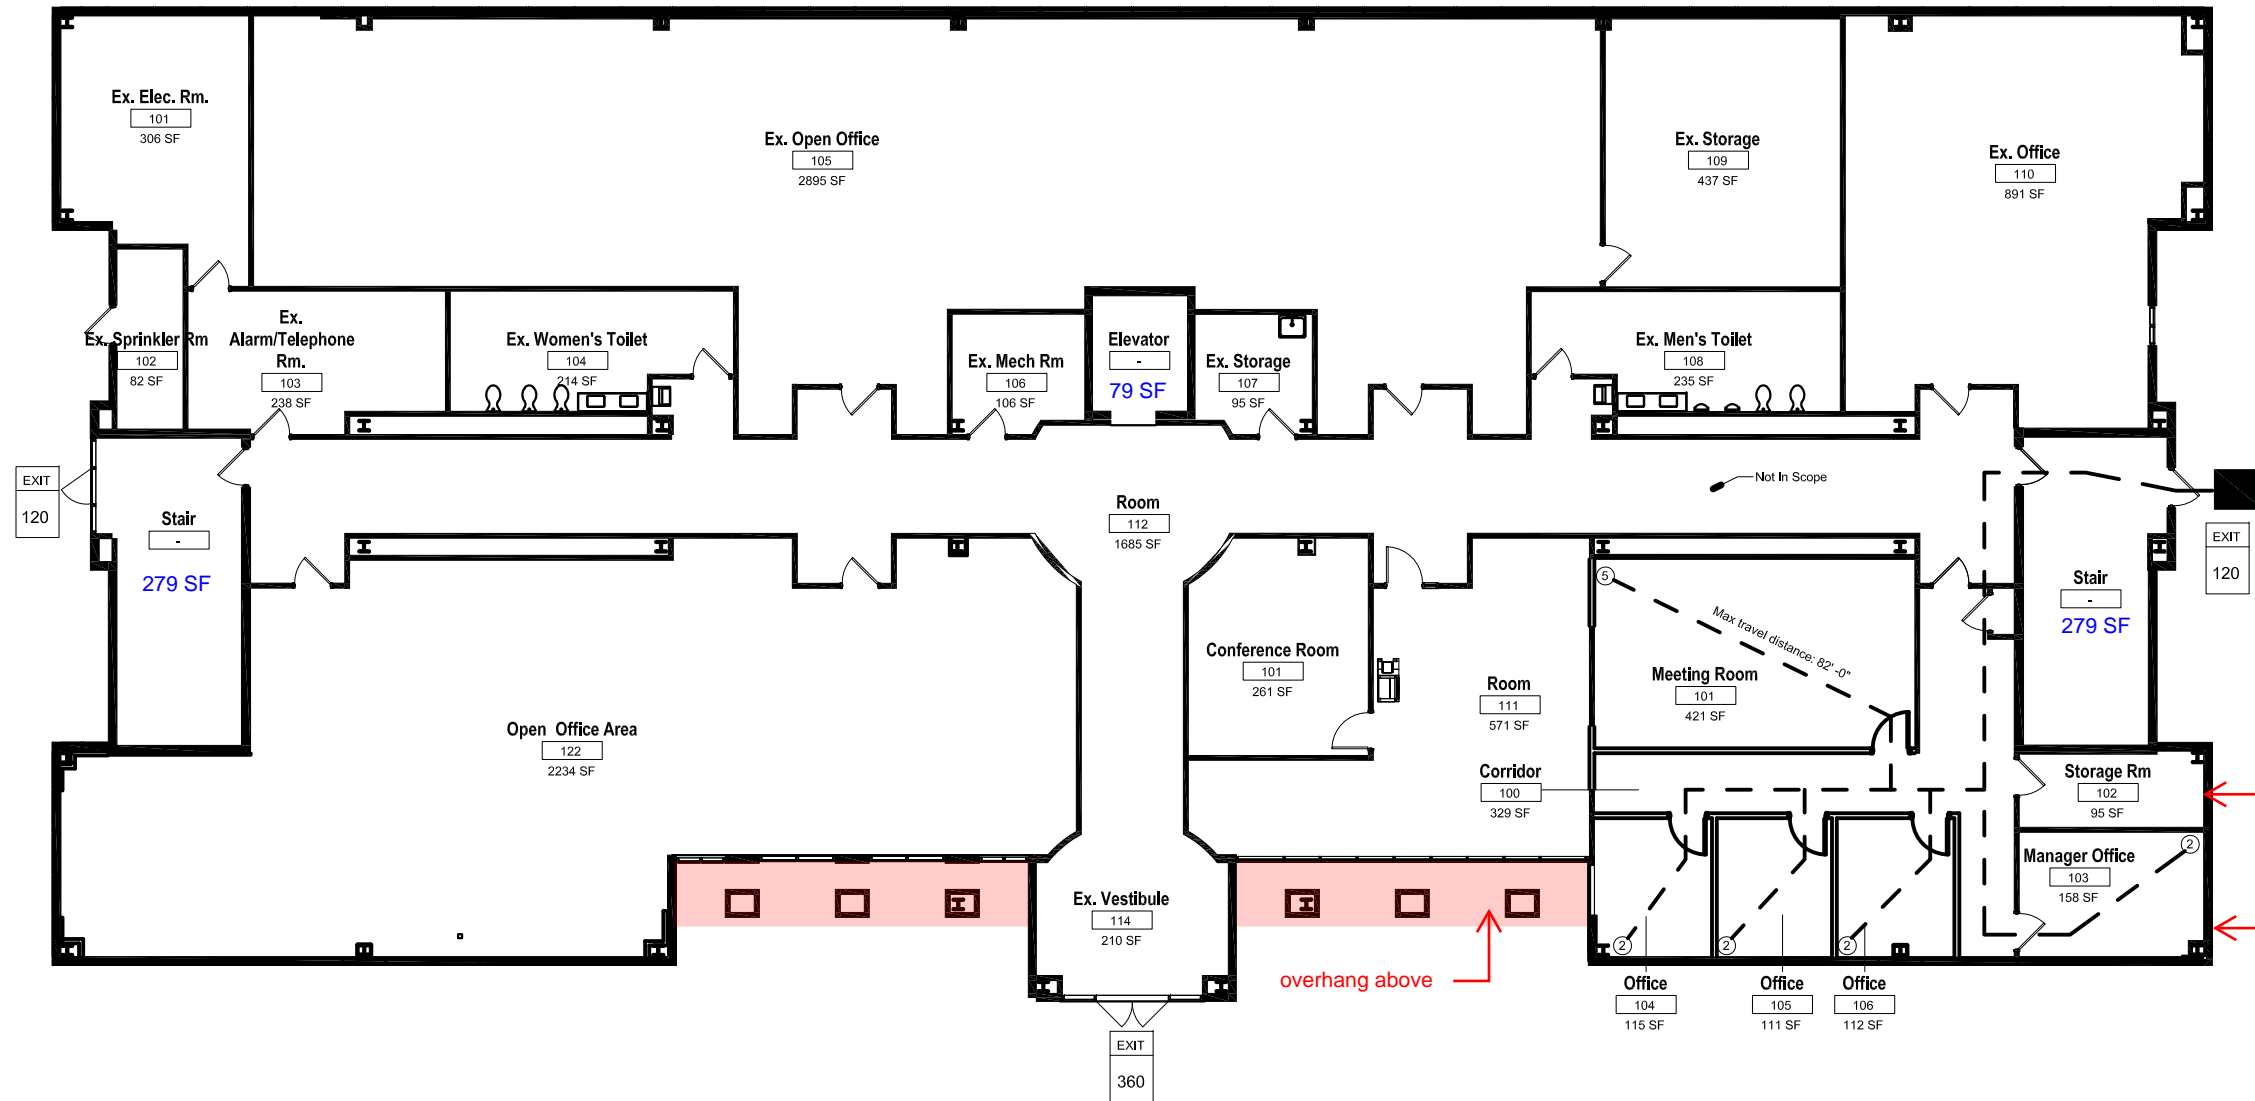 Ex. Elec. Rm.
101
306 SF
Ex. Open Office
105
2895 SF
Ex. Storage
109
437 SF
Ex. Office
110
891 SF
Ex. Sprinkler Rm
102
82 SF
Ex.
Alarm/Telephone
Rm.
103
238 SF
Ex. Women's Toilet
104
214 SF
Ex. Mech Rm
106
106 SF
Elevator
-
79 SF
Ex. Storage
107
95 SF
Ex. Men's Toilet
108
235 SF
EXIT
120
Stair
-
279 SF
Room
112
1685 SF
Not In Scope
EXIT
120
Stair
-
279 SF
5
Max travel distance: 82'-0"
Conference Room
101
261 SF
Room
111
571 SF
Meeting Room
101
421 SF
Open Office Area
122
2234 SF
Corridor
100
329 SF
Storage Rm
102
95 SF
Manager Office
103
158 SF
2
Ex. Vestibule
114
210 SF
2
2
2
overhang above
Office
104
115 SF
Office
105
111 SF
Office
106
112 SF
EXIT
360